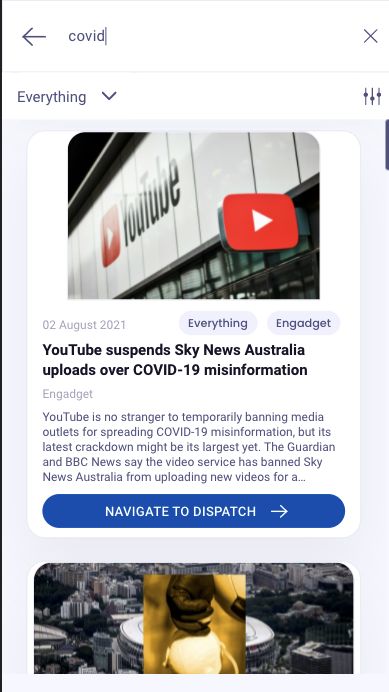 covid
Everything
YouTube
02 August 2021
Everything
Engadget
YouTube suspends Sky News Australia
uploads over COVID-19 misinformation
Engadget
YouTube is no stranger to temporarily banning media
outlets for spreading COVID-19 misinformation, but its
latest crackdown might be its largest yet. The Guardian
and BBC News say the video service has banned Sky
News Australia from uploading new videos for a...
NAVIGATE TO DISPATCH